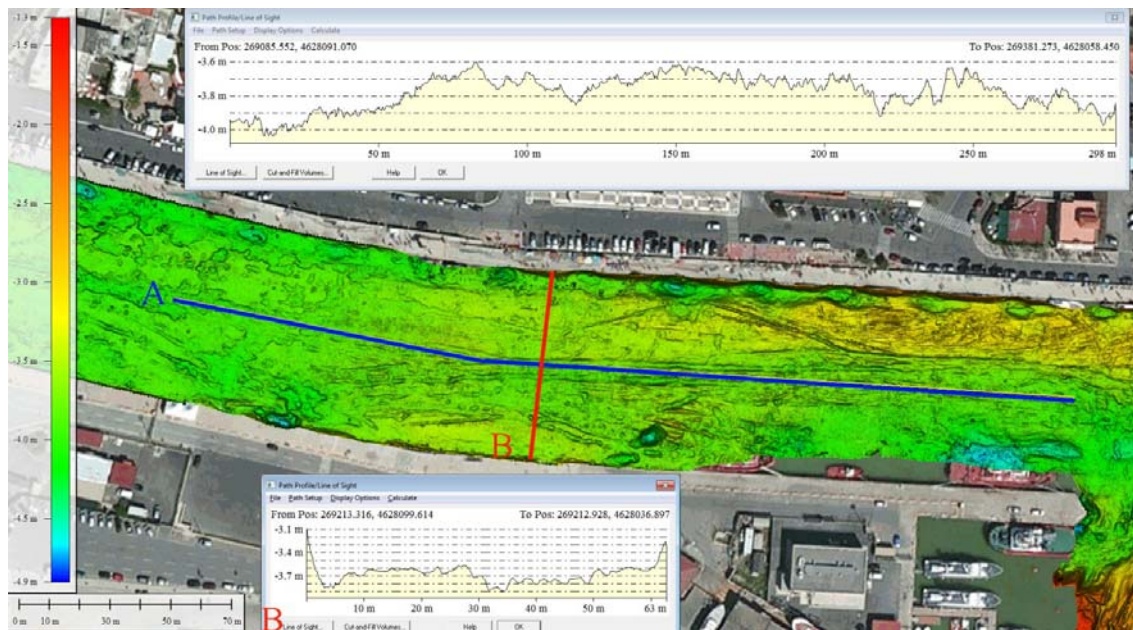 Path Profile/Line of Sight
File Path Setup Display Options Calculate
From Pos: 269085.552, 4628091.070 To Pos: 269381.273, 4628058.450
-3.6 m
-3.8 m
-4.0 m
50 m 100 m 150 m 200 m 250 m 298 m
Line of Sight... Cut-and-Fill Volumes... Help OK
-1.3 m
-1.5 m
-2.0 m
-2.5 m
-3.0 m
-3.5 m
-4.0 m
-4.5 m
-4.9 m
A
B
Path Profile/Line of Sight
File Path Setup Display Options Calculate
From Pos: 269213.316, 4628099.614 To Pos: 269212.928, 4628036.897
-3.1 m
-3.4 m
-3.7 m
10 m 20 m 30 m 40 m 50 m 63 m
B
Line of Sight... Cut-and-Fill Volumes... Help OK
0 m 10 m 30 m 50 m 70 m